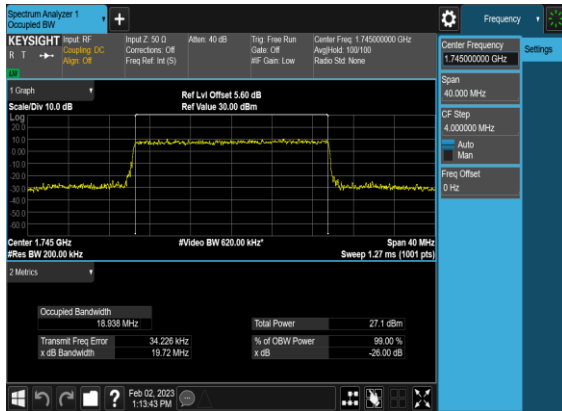 Spectrum Analyzer 1
Occupied BW
+
Frequency
KEYSIGHT
R T
Input: RF
Coupling: DC
Align: Off
Input Z: 50 Ω
Corrections: Off
Freq Ref: Int (S)
Atten: 40 dB
Trig: Free Run
Gate: Off
#IF Gain: Low
Center Freq: 1.745000000 GHz
Avg|Hold: 100/100
Radio Std: None
Center Frequency
1.745000000 GHz
Settings
Span
40.000 MHz
CF Step
4.000000 MHz
Auto
Man
Freq Offset
0 Hz
1 Graph
Scale/Div 10.0 dB
Ref Lvl Offset 5.60 dB
Ref Value 30.00 dBm
Log
20.0
10.0
0.00
-10.0
-20.0
-30.0
-40.0
-50.0
-60.0
Center 1.745 GHz
#Video BW 620.00 kHz*
Span 40 MHz
#Res BW 200.00 kHz
Sweep 1.27 ms (1001 pts)
2 Metrics
Occupied Bandwidth
18.938 MHz
Total Power 27.1 dBm
Transmit Freq Error 34.226 kHz
% of OBW Power 99.00 %
x dB Bandwidth 19.72 MHz
x dB -26.00 dB
?
Feb 02, 2023
1:13:43 PM